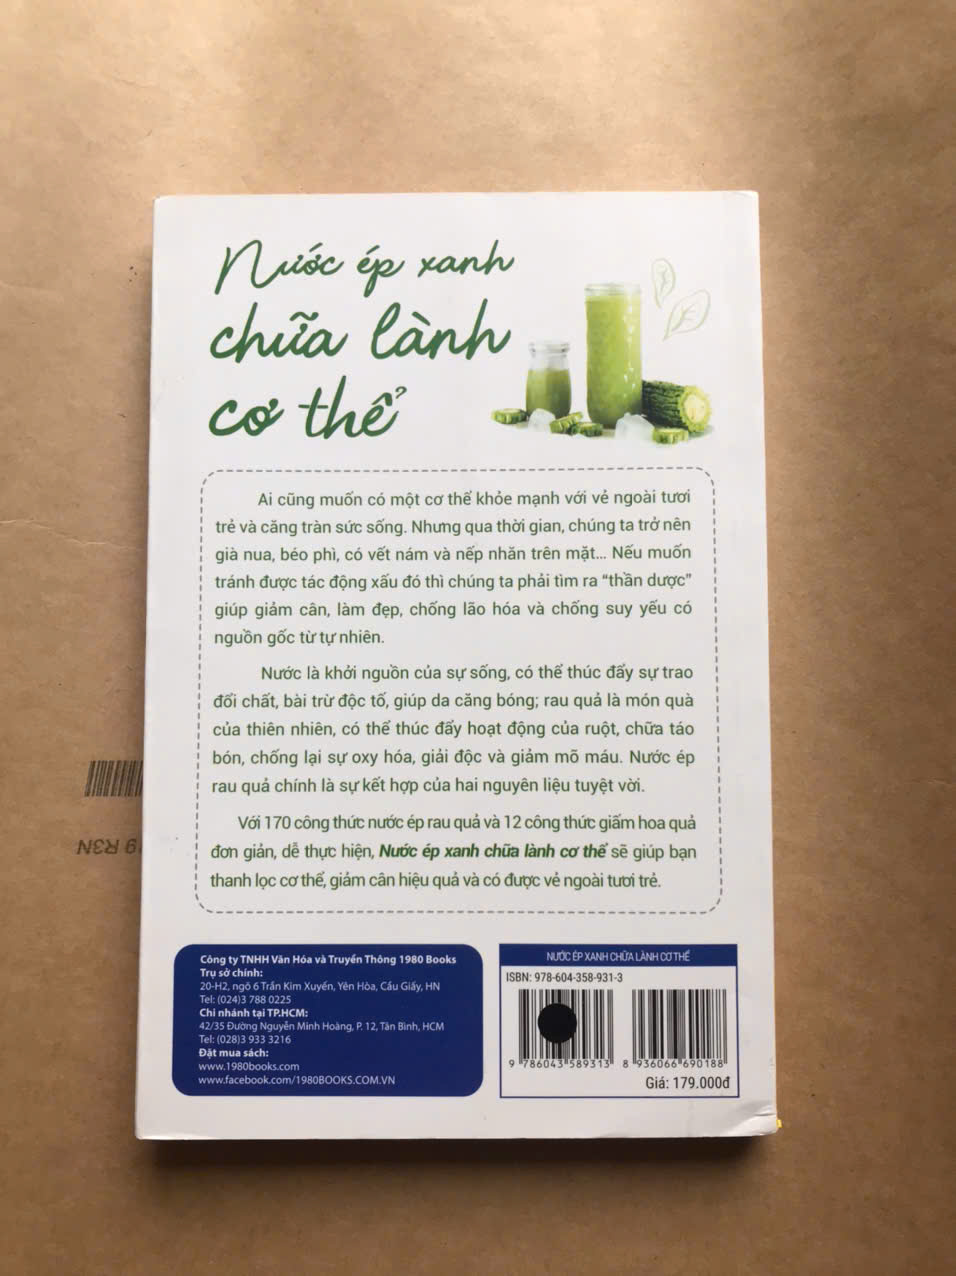 Nước ép xanh
chữa lành
cơ thể
Ai cũng muốn có một cơ thể khỏe mạnh với vẻ ngoài tươi
trẻ và căng tràn sức sống. Nhưng qua thời gian, chúng ta trở nên
già nua, béo phì, có vết nám và nếp nhăn trên mặt... Nếu muốn
tránh được tác động xấu đó thì chúng ta phải tìm ra “thần dược”
giúp giảm cân, làm đẹp, chống lão hóa và chống suy yếu có
nguồn gốc từ tự nhiên.
Nước là khởi nguồn của sự sống, có thể thúc đẩy sự trao
đổi chất, bài trừ độc tố, giúp da căng bóng; rau quả là món quà
của thiên nhiên, có thể thúc đẩy hoạt động của ruột, chữa táo
bón, chống lại sự oxy hóa, giải độc và giảm mỡ máu. Nước ép
rau quả chính là sự kết hợp của hai nguyên liệu tuyệt vời.
Với 170 công thức nước ép rau quả và 12 công thức giấm hoa quả
đơn giản, dễ thực hiện, Nước ép xanh chữa lành cơ thể sẽ giúp bạn
thanh lọc cơ thể, giảm cân hiệu quả và có được vẻ ngoài tươi trẻ.
Công ty TNHH Văn Hóa và Truyền Thông 1980 Books
Trụ sở chính:
20-H2, ngõ 6 Trần Kim Xuyến, Yên Hòa, Cầu Giấy, HN
Tel: (024)3 788 0225
Chi nhánh tại TP.HCM:
42/35 Đường Nguyễn Minh Hoàng, P. 12, Tân Bình, HCM
Tel: (028)3 933 3216
Đặt mua sách:
www.1980books.com
www.facebook.com/1980BOOKS.COM.VN
NƯỚC ÉP XANH CHỮA LÀNH CƠ THỂ
ISBN: 978-604-358-931-3
9 786043 589313 8 936066 690188
Giá: 179.000đ
19 R3N